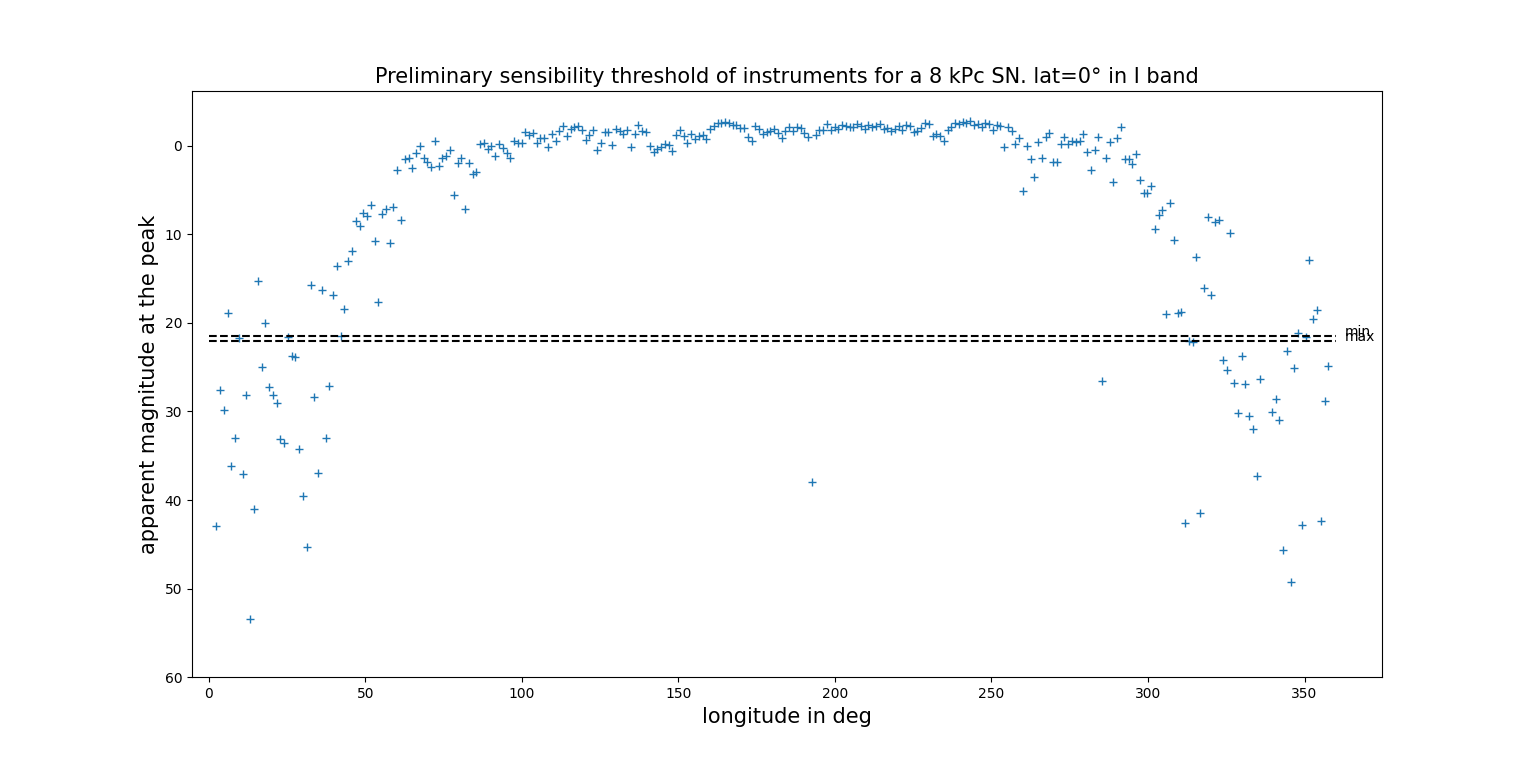 Preliminary sensibility threshold of instruments for a 8 kPc SN. lat=0° in I band
apparent magnitude at the peak
0
10
20
30
40
50
60
min
max
0 50 100 150 200 250 300 350
longitude in deg